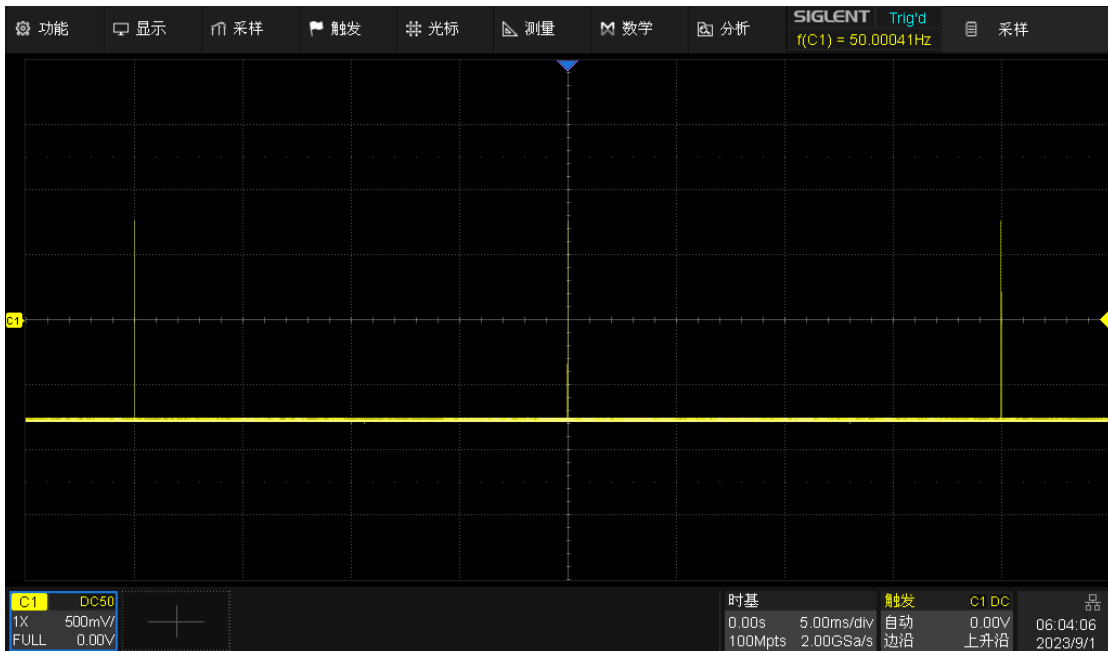 功能 显示 采样 触发 光标 测量 数学 分析 SIGLENT Trig'd 采样
f(C1) = 50.00041Hz
C1
C1 DC50
1X 500mV/
FULL 0.00V
时基
0.00s 5.00ms/div
100Mpts 2.00GSa/s
触发 C1 DC
自动 0.00V
边沿 上升沿
06:04:06
2023/9/1